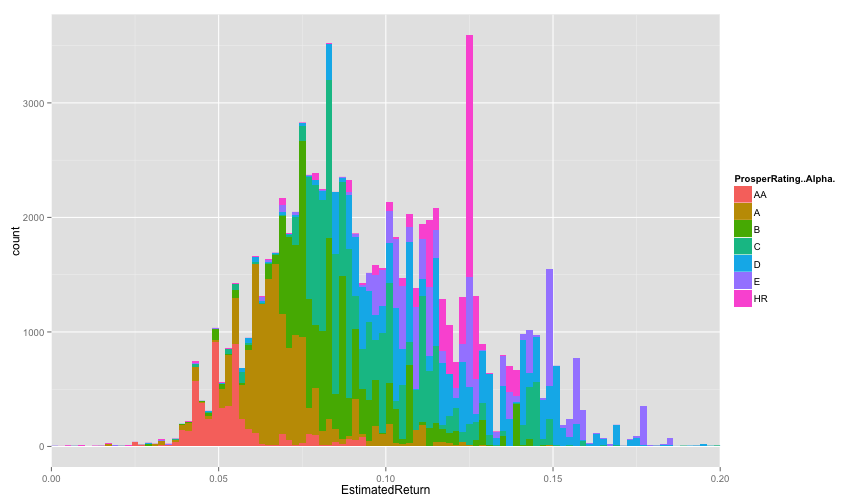 3000
2000
1000
0
count
0.00
0.05
0.10
0.15
0.20
EstimatedReturn
ProsperRating..Alpha.
AA
A
B
C
D
E
HR